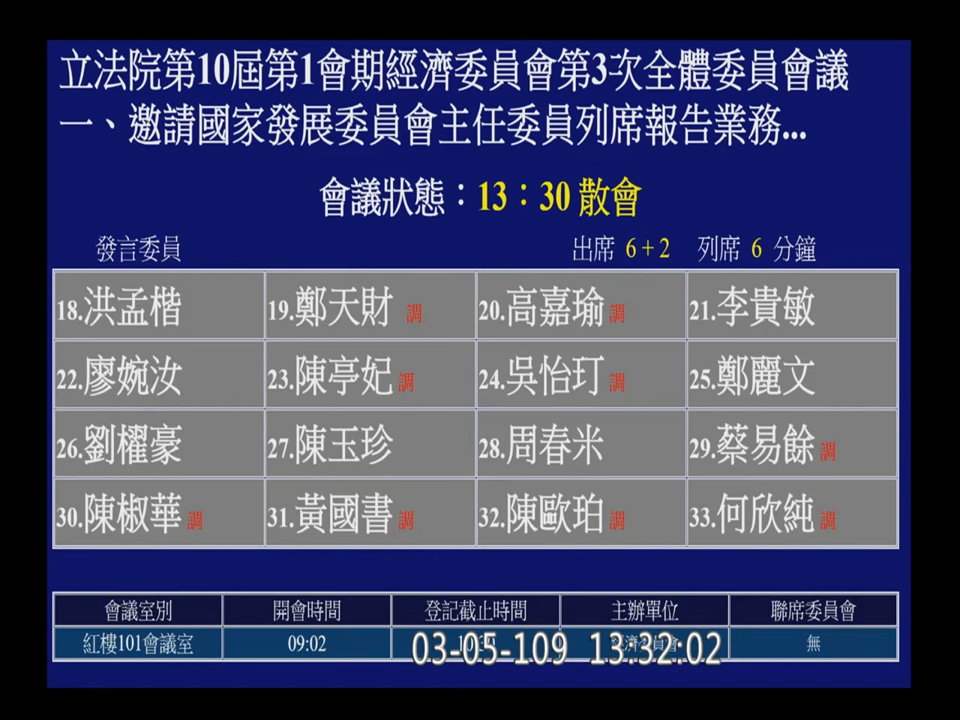 立法院第10屆第1會期經濟委員會第3次全體委員會議
一、邀請國家發展委員會主任委員列席報告業務...
會議狀態：13：30 散會
發言委員 出席 6+2 列席 6 分鐘
18.洪孟楷 19.鄭天財 調 20.高嘉瑜 調 21.李貴敏
22.廖婉汝 23.陳亭妃 調 24.吳怡玎 調 25.鄭麗文
26.劉櫂豪 27.陳玉珍 28.周春米 29.蔡易餘 調
30.陳椒華 調 31.黃國書 調 32.陳歐珀 調 33.何欣純 調
會議室別 開會時間 登記截止時間 主辦單位 聯席委員會
紅樓101會議室 09:02 無
03-05-109 13:32:02